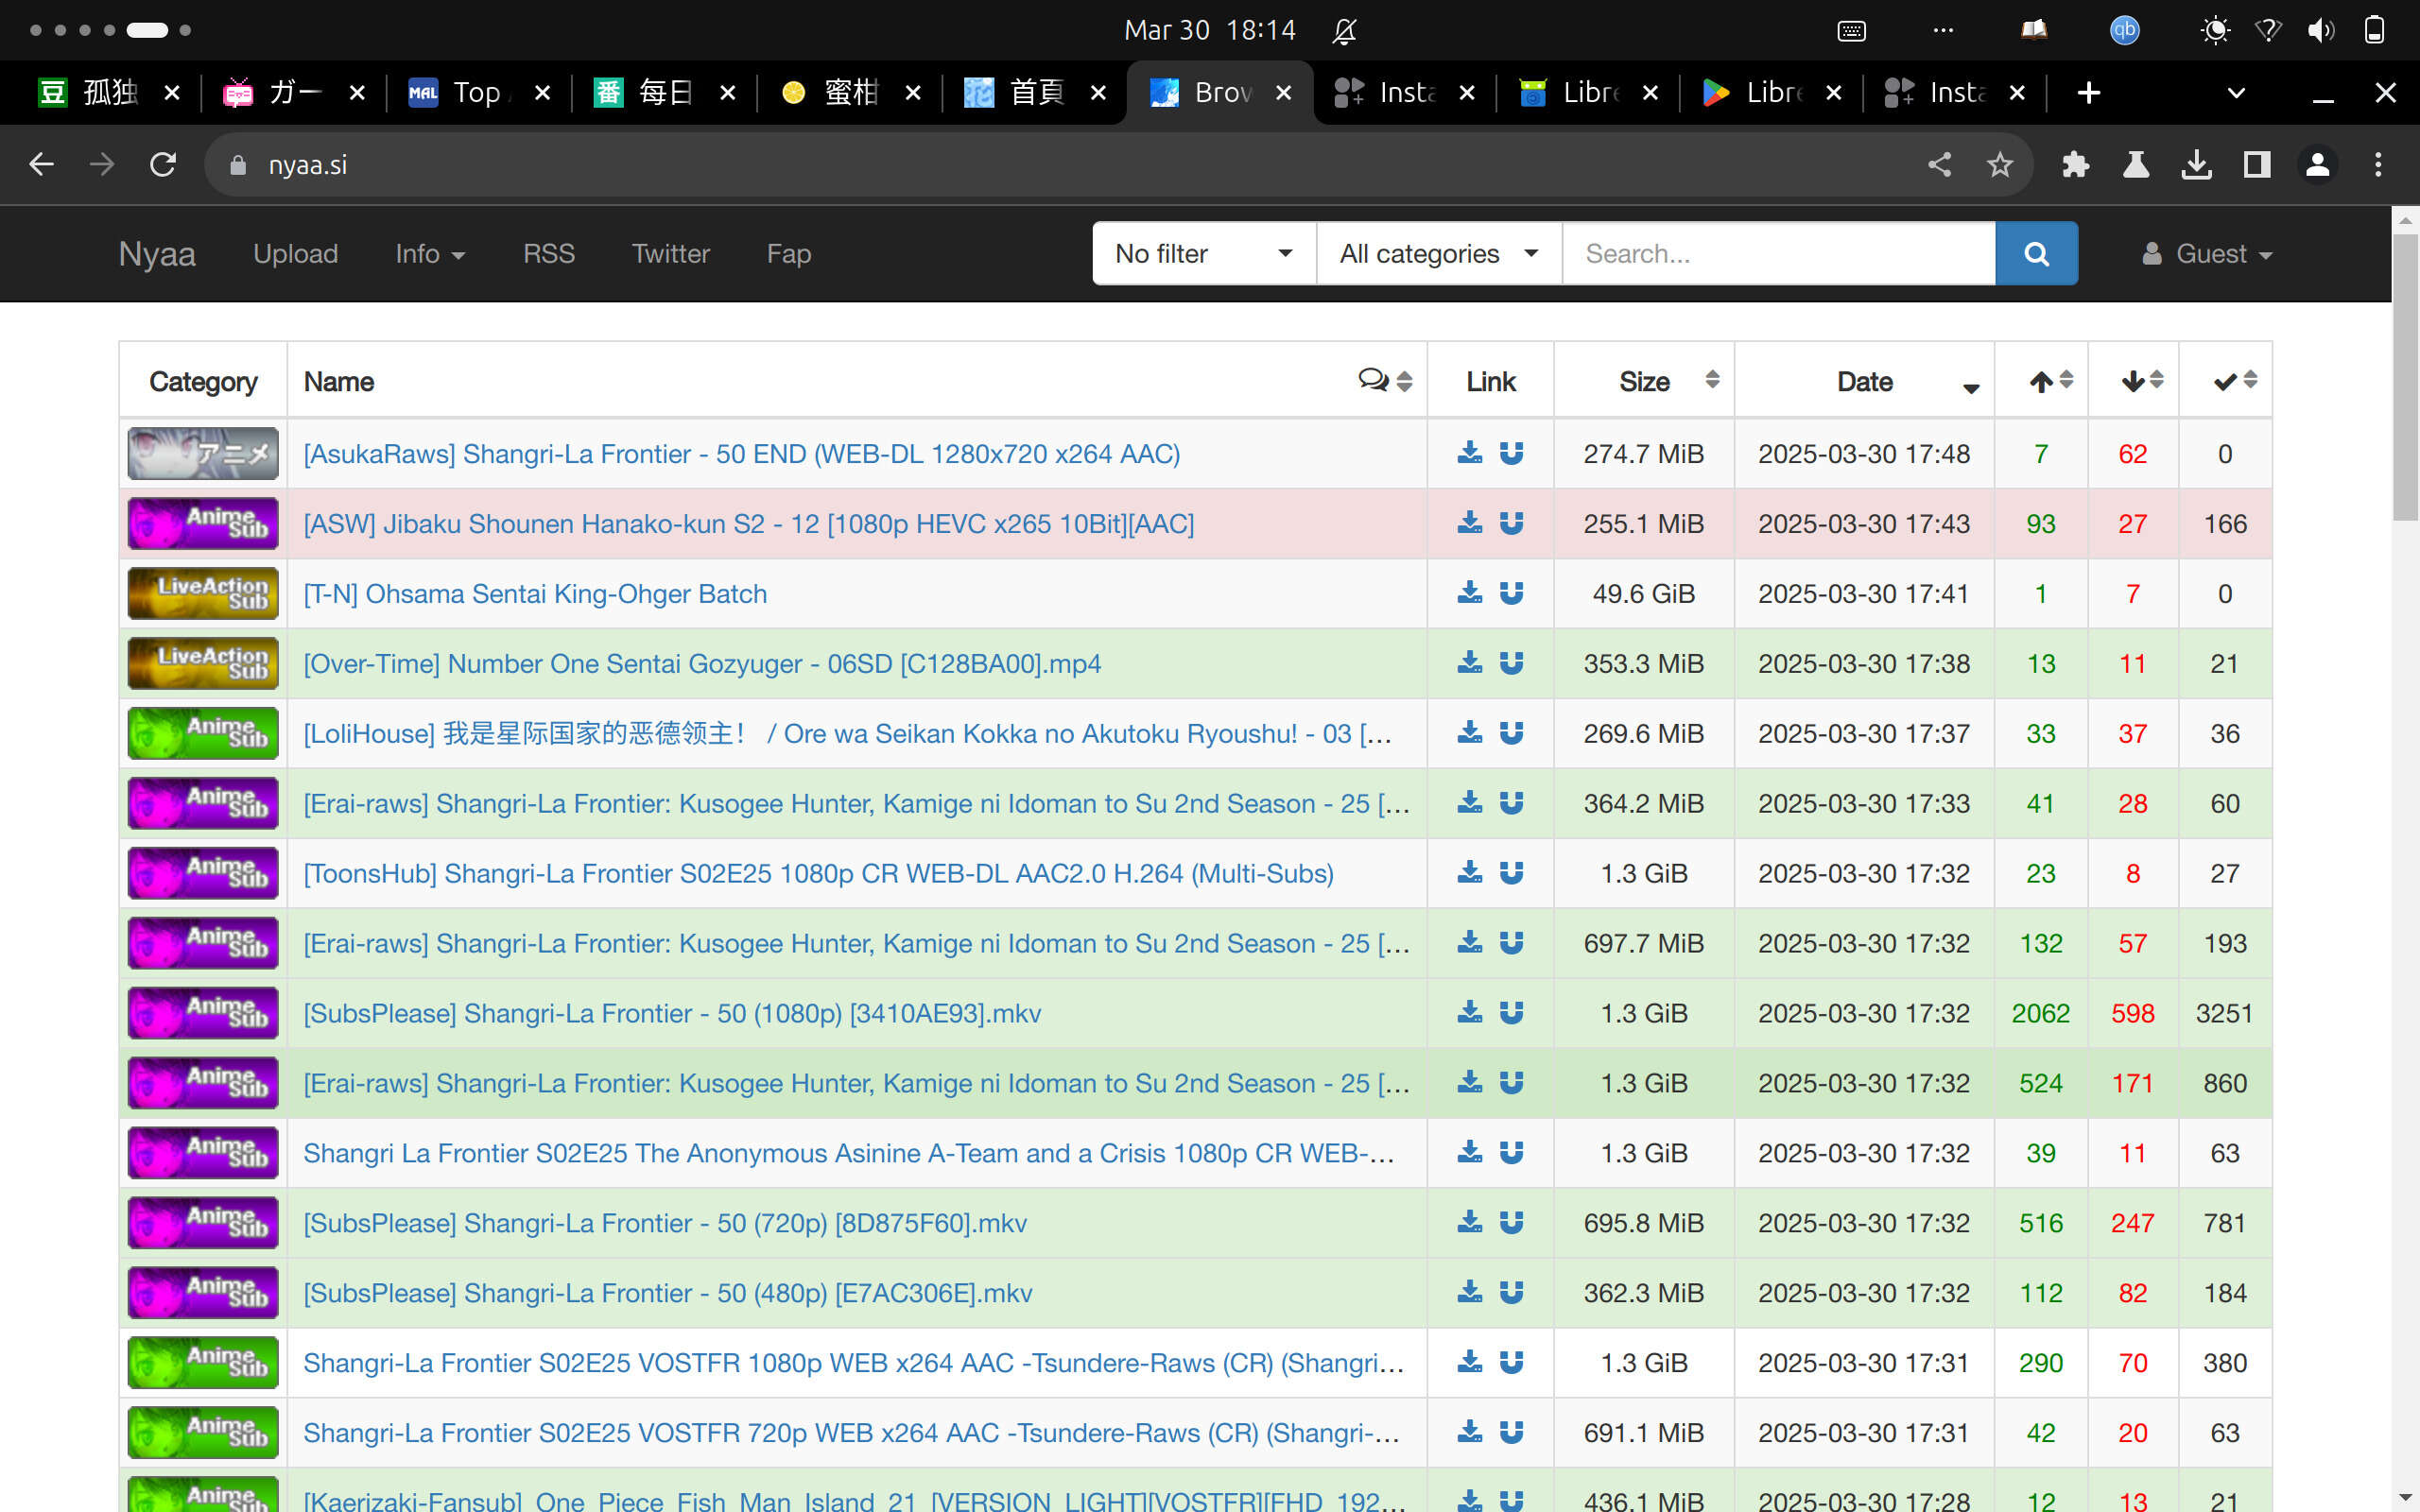 Mar 30 18:14
孤独 ガー Top 每日 蜜柑 首頁 Brow Insta Libre Libre Insta
nyaa.si
Nyaa Upload Info RSS Twitter Fap No filter All categories Search... Guest
Category Name Link Size Date
アニメ [AsukaRaws] Shangri-La Frontier - 50 END (WEB-DL 1280x720 x264 AAC) 274.7 MiB 2025-03-30 17:48 7 62 0
Anime Sub [ASW] Jibaku Shounen Hanako-kun S2 - 12 [1080p HEVC x265 10Bit][AAC] 255.1 MiB 2025-03-30 17:43 93 27 166
LiveAction Sub [T-N] Ohsama Sentai King-Ohger Batch 49.6 GiB 2025-03-30 17:41 1 7 0
LiveAction Sub [Over-Time] Number One Sentai Gozyuger - 06SD [C128BA00].mp4 353.3 MiB 2025-03-30 17:38 13 11 21
Anime Sub [LoliHouse] 我是星际国家的恶德领主! / Ore wa Seikan Kokka no Akutoku Ryoushu! - 03 [... 269.6 MiB 2025-03-30 17:37 33 37 36
Anime Sub [Erai-raws] Shangri-La Frontier: Kusogee Hunter, Kamige ni Idoman to Su 2nd Season - 25 [... 364.2 MiB 2025-03-30 17:33 41 28 60
Anime Sub [ToonsHub] Shangri-La Frontier S02E25 1080p CR WEB-DL AAC2.0 H.264 (Multi-Subs) 1.3 GiB 2025-03-30 17:32 23 8 27
Anime Sub [Erai-raws] Shangri-La Frontier: Kusogee Hunter, Kamige ni Idoman to Su 2nd Season - 25 [... 697.7 MiB 2025-03-30 17:32 132 57 193
Anime Sub [SubsPlease] Shangri-La Frontier - 50 (1080p) [3410AE93].mkv 1.3 GiB 2025-03-30 17:32 2062 598 3251
Anime Sub [Erai-raws] Shangri-La Frontier: Kusogee Hunter, Kamige ni Idoman to Su 2nd Season - 25 [... 1.3 GiB 2025-03-30 17:32 524 171 860
Anime Sub Shangri La Frontier S02E25 The Anonymous Asinine A-Team and a Crisis 1080p CR WEB-... 1.3 GiB 2025-03-30 17:32 39 11 63
Anime Sub [SubsPlease] Shangri-La Frontier - 50 (720p) [8D875F60].mkv 695.8 MiB 2025-03-30 17:32 516 247 781
Anime Sub [SubsPlease] Shangri-La Frontier - 50 (480p) [E7AC306E].mkv 362.3 MiB 2025-03-30 17:32 112 82 184
Anime Sub Shangri-La Frontier S02E25 VOSTFR 1080p WEB x264 AAC -Tsundere-Raws (CR) (Shangri... 1.3 GiB 2025-03-30 17:31 290 70 380
Anime Sub Shangri-La Frontier S02E25 VOSTFR 720p WEB x264 AAC -Tsundere-Raws (CR) (Shangri-... 691.1 MiB 2025-03-30 17:31 42 20 63
Anime Sub [Kaerizaki-Fansub]_One_Piece_Fish_Man_Island_21_[VERSION_LIGHT][VOSTFR][FHD_192... 436.1 MiB 2025-03-30 17:28 12 13 21